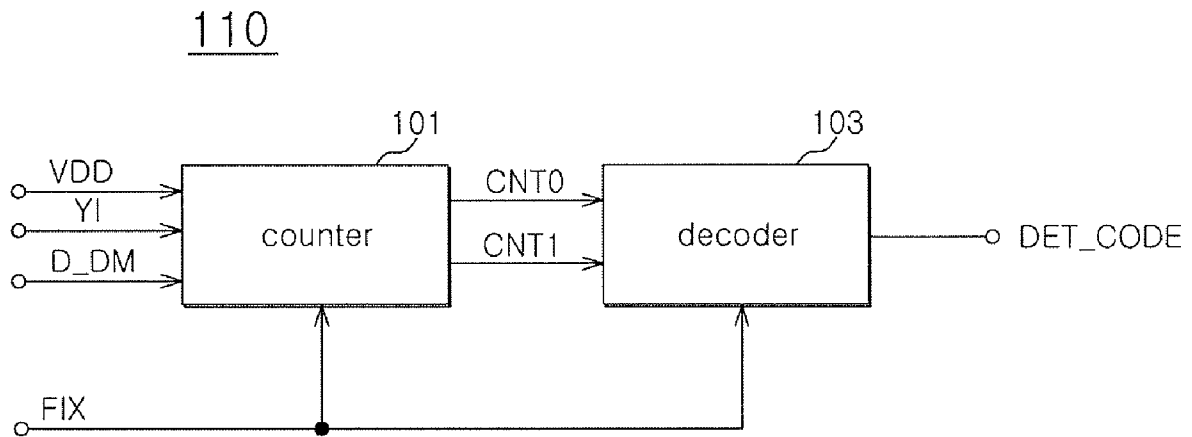 110
101
103
VDD
YI
D_DM
counter
CNT0
CNT1
decoder
DET_CODE
FIX